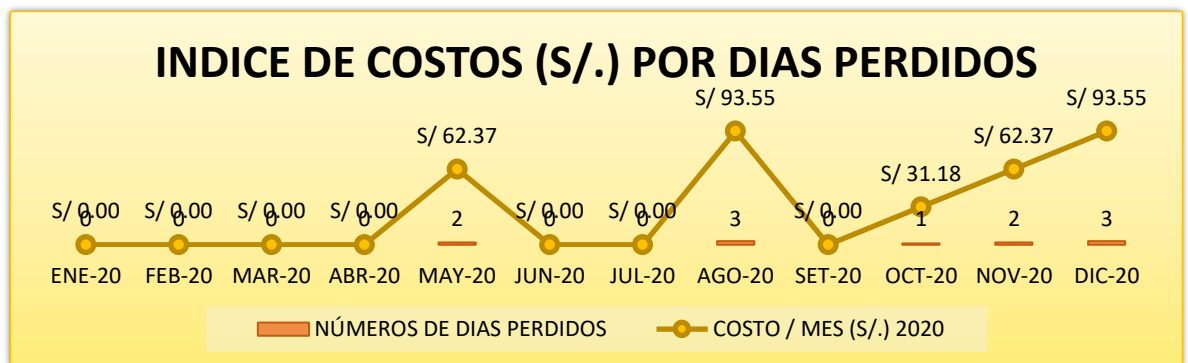 INDICE DE COSTOS (S/.) POR DIAS PERDIDOS
S/ 93.55 S/ 93.55
S/ 62.37 S/ 62.37
S/ 31.18
S/ 0.00 S/ 0.00 S/ 0.00 S/ 0.00 S/ 0.00 S/ 0.00 S/ 0.00
0 0 0 0 2 0 0 3 0 1 2 3
ENE-20 FEB-20 MAR-20 ABR-20 MAY-20 JUN-20 JUL-20 AGO-20 SET-20 OCT-20 NOV-20 DIC-20
NÚMEROS DE DIAS PERDIDOS COSTO / MES (S/.) 2020